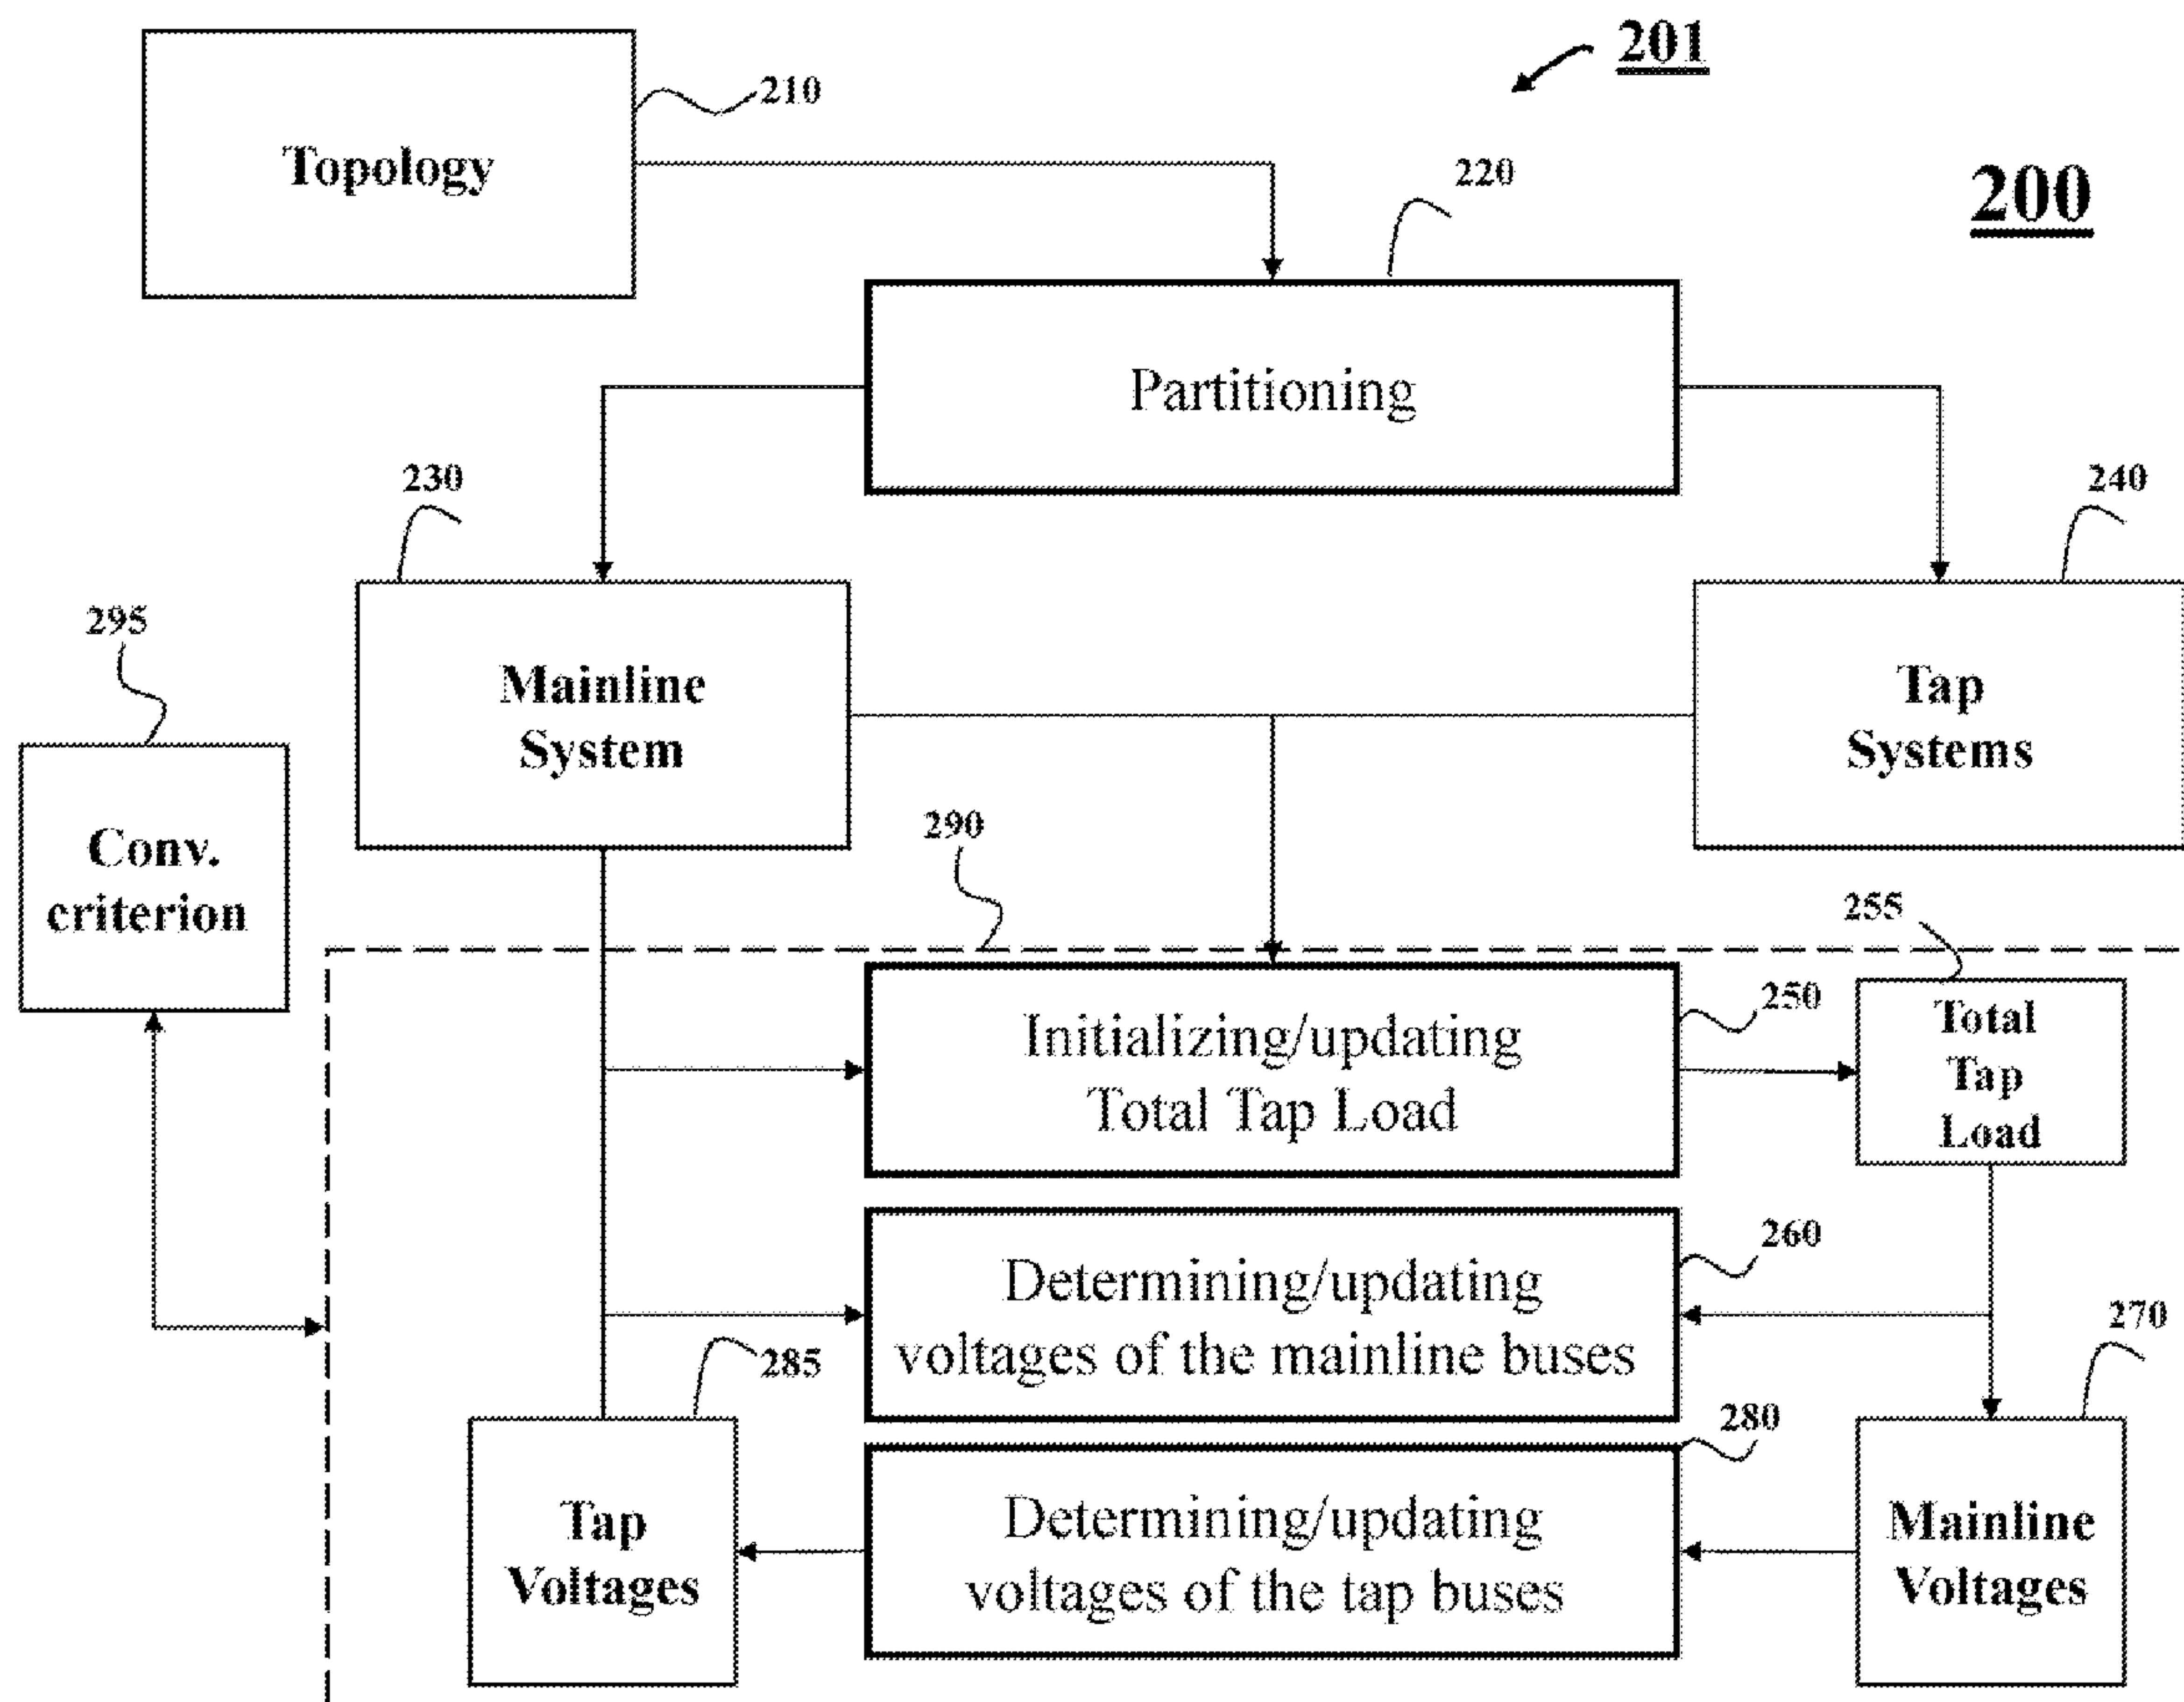 201
210
Topology
220
200
Partitioning
230
240
295
Mainline
System
Tap
Systems
Conv.
criterion
290
255
250
Initializing/updating
Total Tap Load
Total
Tap
Load
260
Determining/updating
voltages of the mainline buses
270
285
280
Tap
Voltages
Determining/updating
voltages of the tap buses
Mainline
Voltages